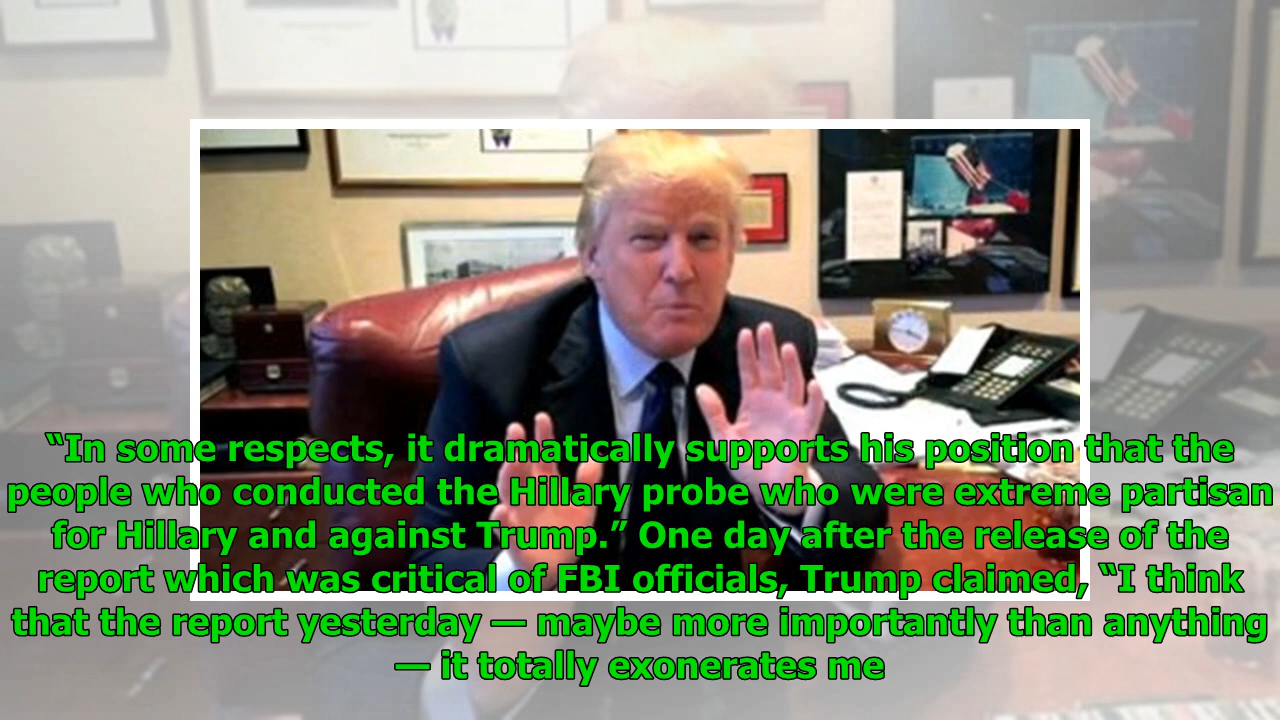 “In some respects, it dramatically supports his position that the
people who conducted the Hillary probe who were extreme partisan
for Hillary and against Trump.” One day after the release of the
report which was critical of FBI officials, Trump claimed, “I think
that the report yesterday — maybe more importantly than anything
— it totally exonerates me